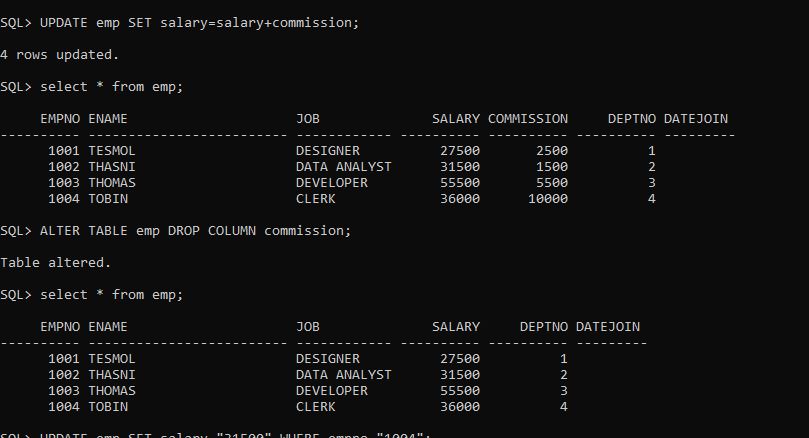 SQL> UPDATE emp SET salary=salary+commission;
4 rows updated.
SQL> select * from emp;
     EMPNO ENAME                     JOB              SALARY COMMISSION     DEPTNO DATEJOIN
---------- ------------------------- ------------ ---------- ---------- ---------- ---------
      1001 TESMOL                    DESIGNER          27500       2500          1
      1002 THASNI                    DATA ANALYST      31500       1500          2
      1003 THOMAS                    DEVELOPER         55500       5500          3
      1004 TOBIN                     CLERK             36000      10000          4
SQL> ALTER TABLE emp DROP COLUMN commission;
Table altered.
SQL> select * from emp;
     EMPNO ENAME                     JOB              SALARY     DEPTNO DATEJOIN
---------- ------------------------- ------------ ---------- ---------- ---------
      1001 TESMOL                    DESIGNER          27500          1
      1002 THASNI                    DATA ANALYST      31500          2
      1003 THOMAS                    DEVELOPER         55500          3
      1004 TOBIN                     CLERK             36000          4
SQL> UPDATE emp SET salary "31500" WHERE empno "1004";